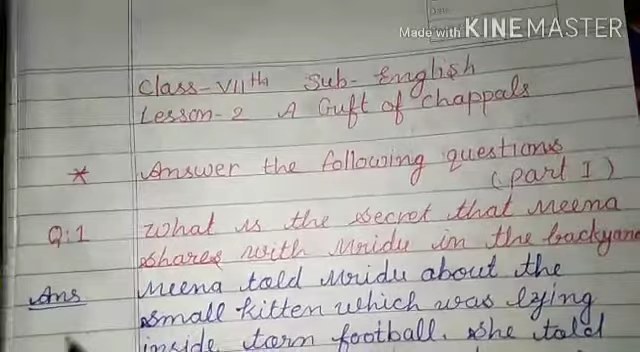 Made with KINEMASTER
Class-VIIth Sub- English
Lesson-2 A Guft of chappals
* Answer the following questions
(part I)
Q:1 What is the secret that Meena
shares with Mridu in the backyard
Ans Meena told Mridu about the
small kitten which was lying
inside torn football. She told